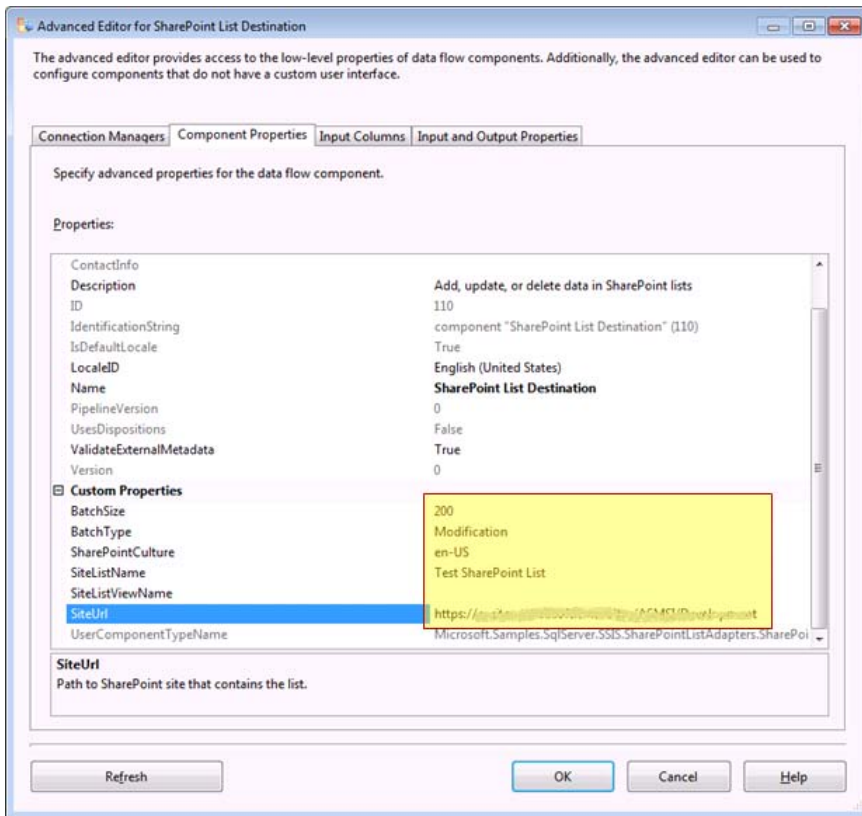 Advanced Editor for SharePoint List Destination
The advanced editor provides access to the low-level properties of data flow components. Additionally, the advanced editor can be used to
configure components that do not have a custom user interface.
Connection Managers Component Properties Input Columns Input and Output Properties
Specify advanced properties for the data flow component.
Properties:
ContactInfo
Description Add, update, or delete data in SharePoint lists
ID 110
IdentificationString component "SharePoint List Destination" (110)
IsDefaultLocale True
LocaleID English (United States)
Name SharePoint List Destination
PipelineVersion 0
UsesDispositions False
ValidateExternalMetadata True
Version 0
Custom Properties
BatchSize 200
BatchType Modification
SharePointCulture en-US
SiteListName Test SharePoint List
SiteListViewName
SiteUrl https://
UserComponentTypeName Microsoft.Samples.SqlServer.SSIS.SharePointListAdapters.SharePoi
SiteUrl
Path to SharePoint site that contains the list.
Refresh OK Cancel Help